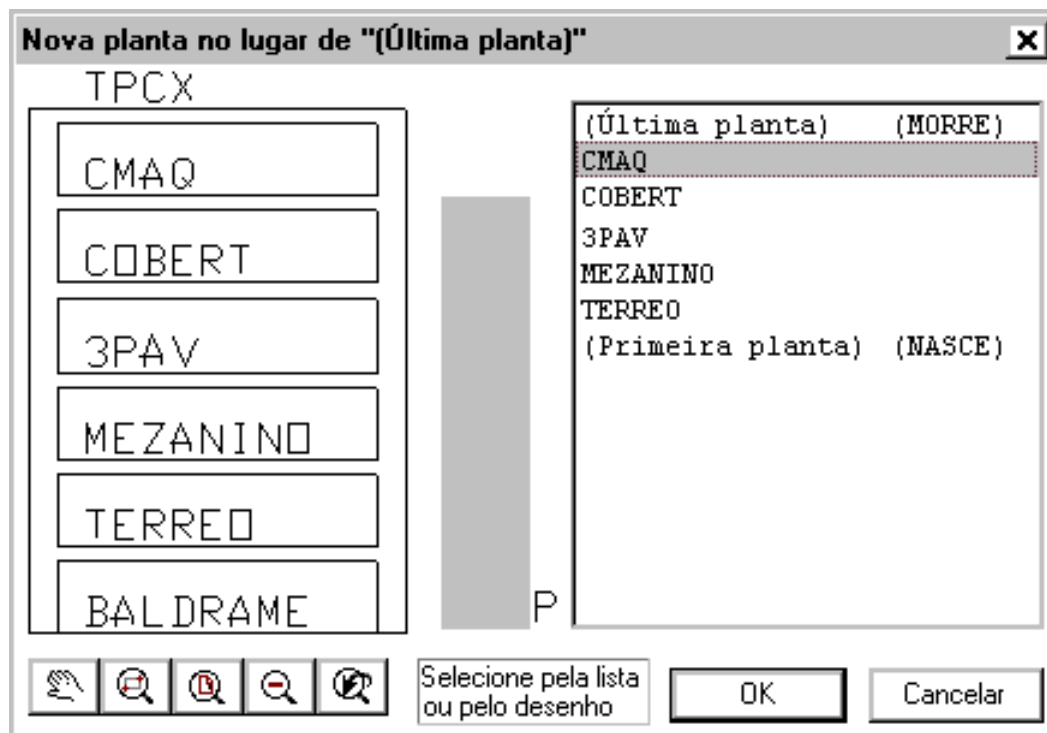 Nova planta no lugar de "(Última planta)"
TPCX
CMAQ
COBERT
3PAV
MEZANINO
TERREO
BALDRAME
P
(Última planta) (MORRE)
CMAQ
COBERT
3PAV
MEZANINO
TERREO
(Primeira planta) (NASCE)
Selecione pela lista
ou pelo desenho
OK
Cancelar